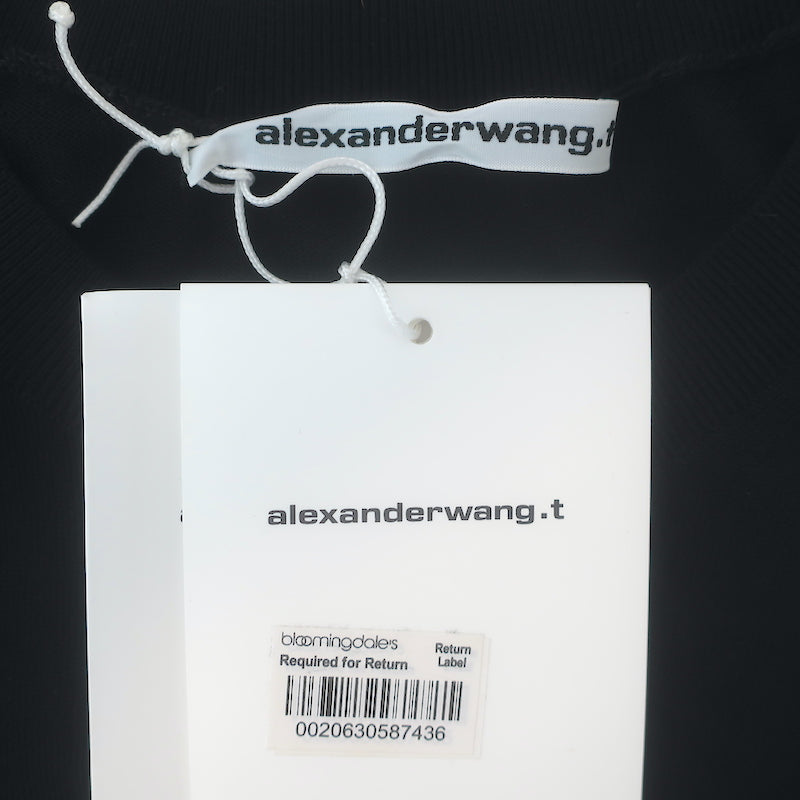 alexanderwang.t
alexanderwang.t
bloomingdale's
Required for Return
Return
Label
0020630587436